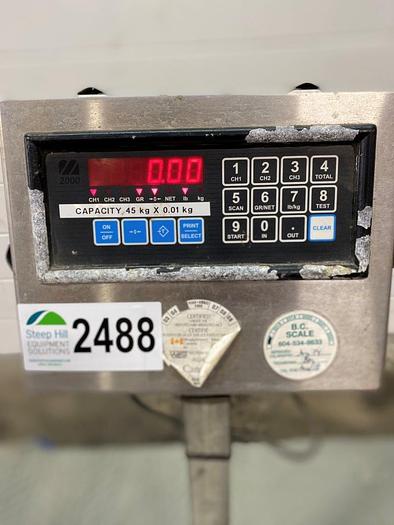 2000
0.00
CH1 CH2 CH3 GR →0← NET lb kg
CAPACITY 45 kg X 0.01 kg
ON OFF
→0←
T
PRINT SELECT
1 CH1
2 CH2
3 CH3
4 TOTAL
5 SCAN
6 GR/NET
7 lb/kg
8 TEST
9 START
0 IN
. OUT
CLEAR
Steep Hill
EQUIPMENT
SOLUTIONS
2488
B.C.
SCALE
604-534-8633